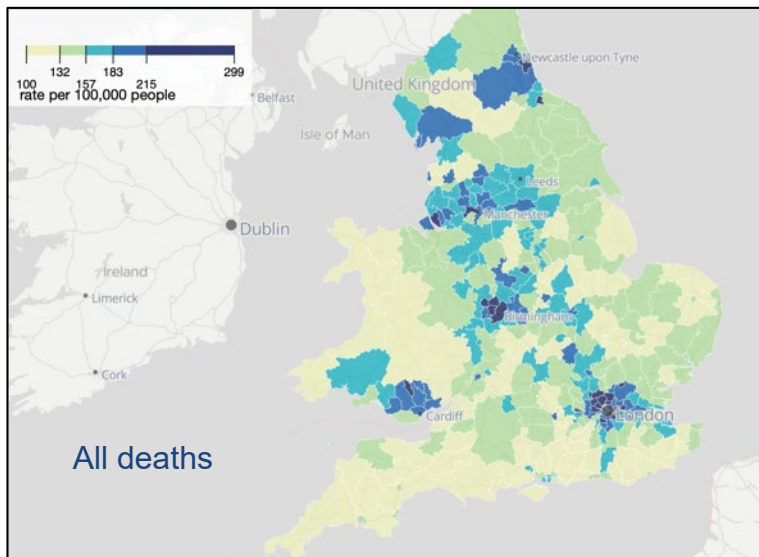 132 183 299
100 157 215
rate per 100,000 people
Newcastle upon Tyne
United Kingdom
Belfast
Isle of Man
Leeds
Manchester
Dublin
Ireland
Limerick
Birmingham
Cork
Cardiff
London
All deaths